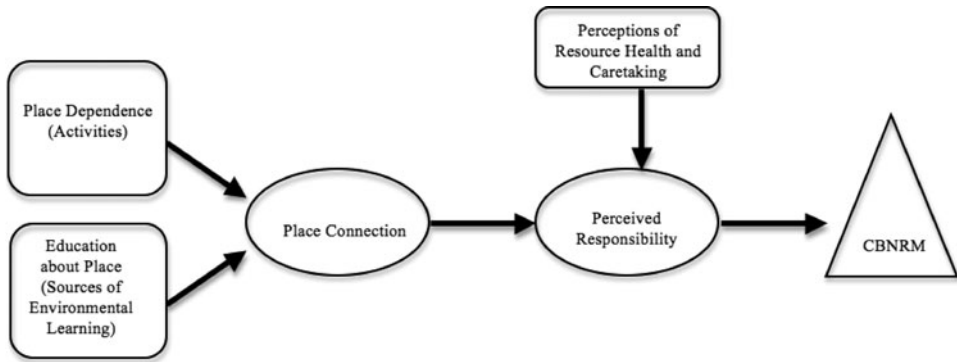 Place Dependence
(Activities)
Education
about Place
(Sources of
Environmental
Learning)
Place Connection
Perceptions of
Resource Health and
Caretaking
Perceived
Responsibility
CBNRM